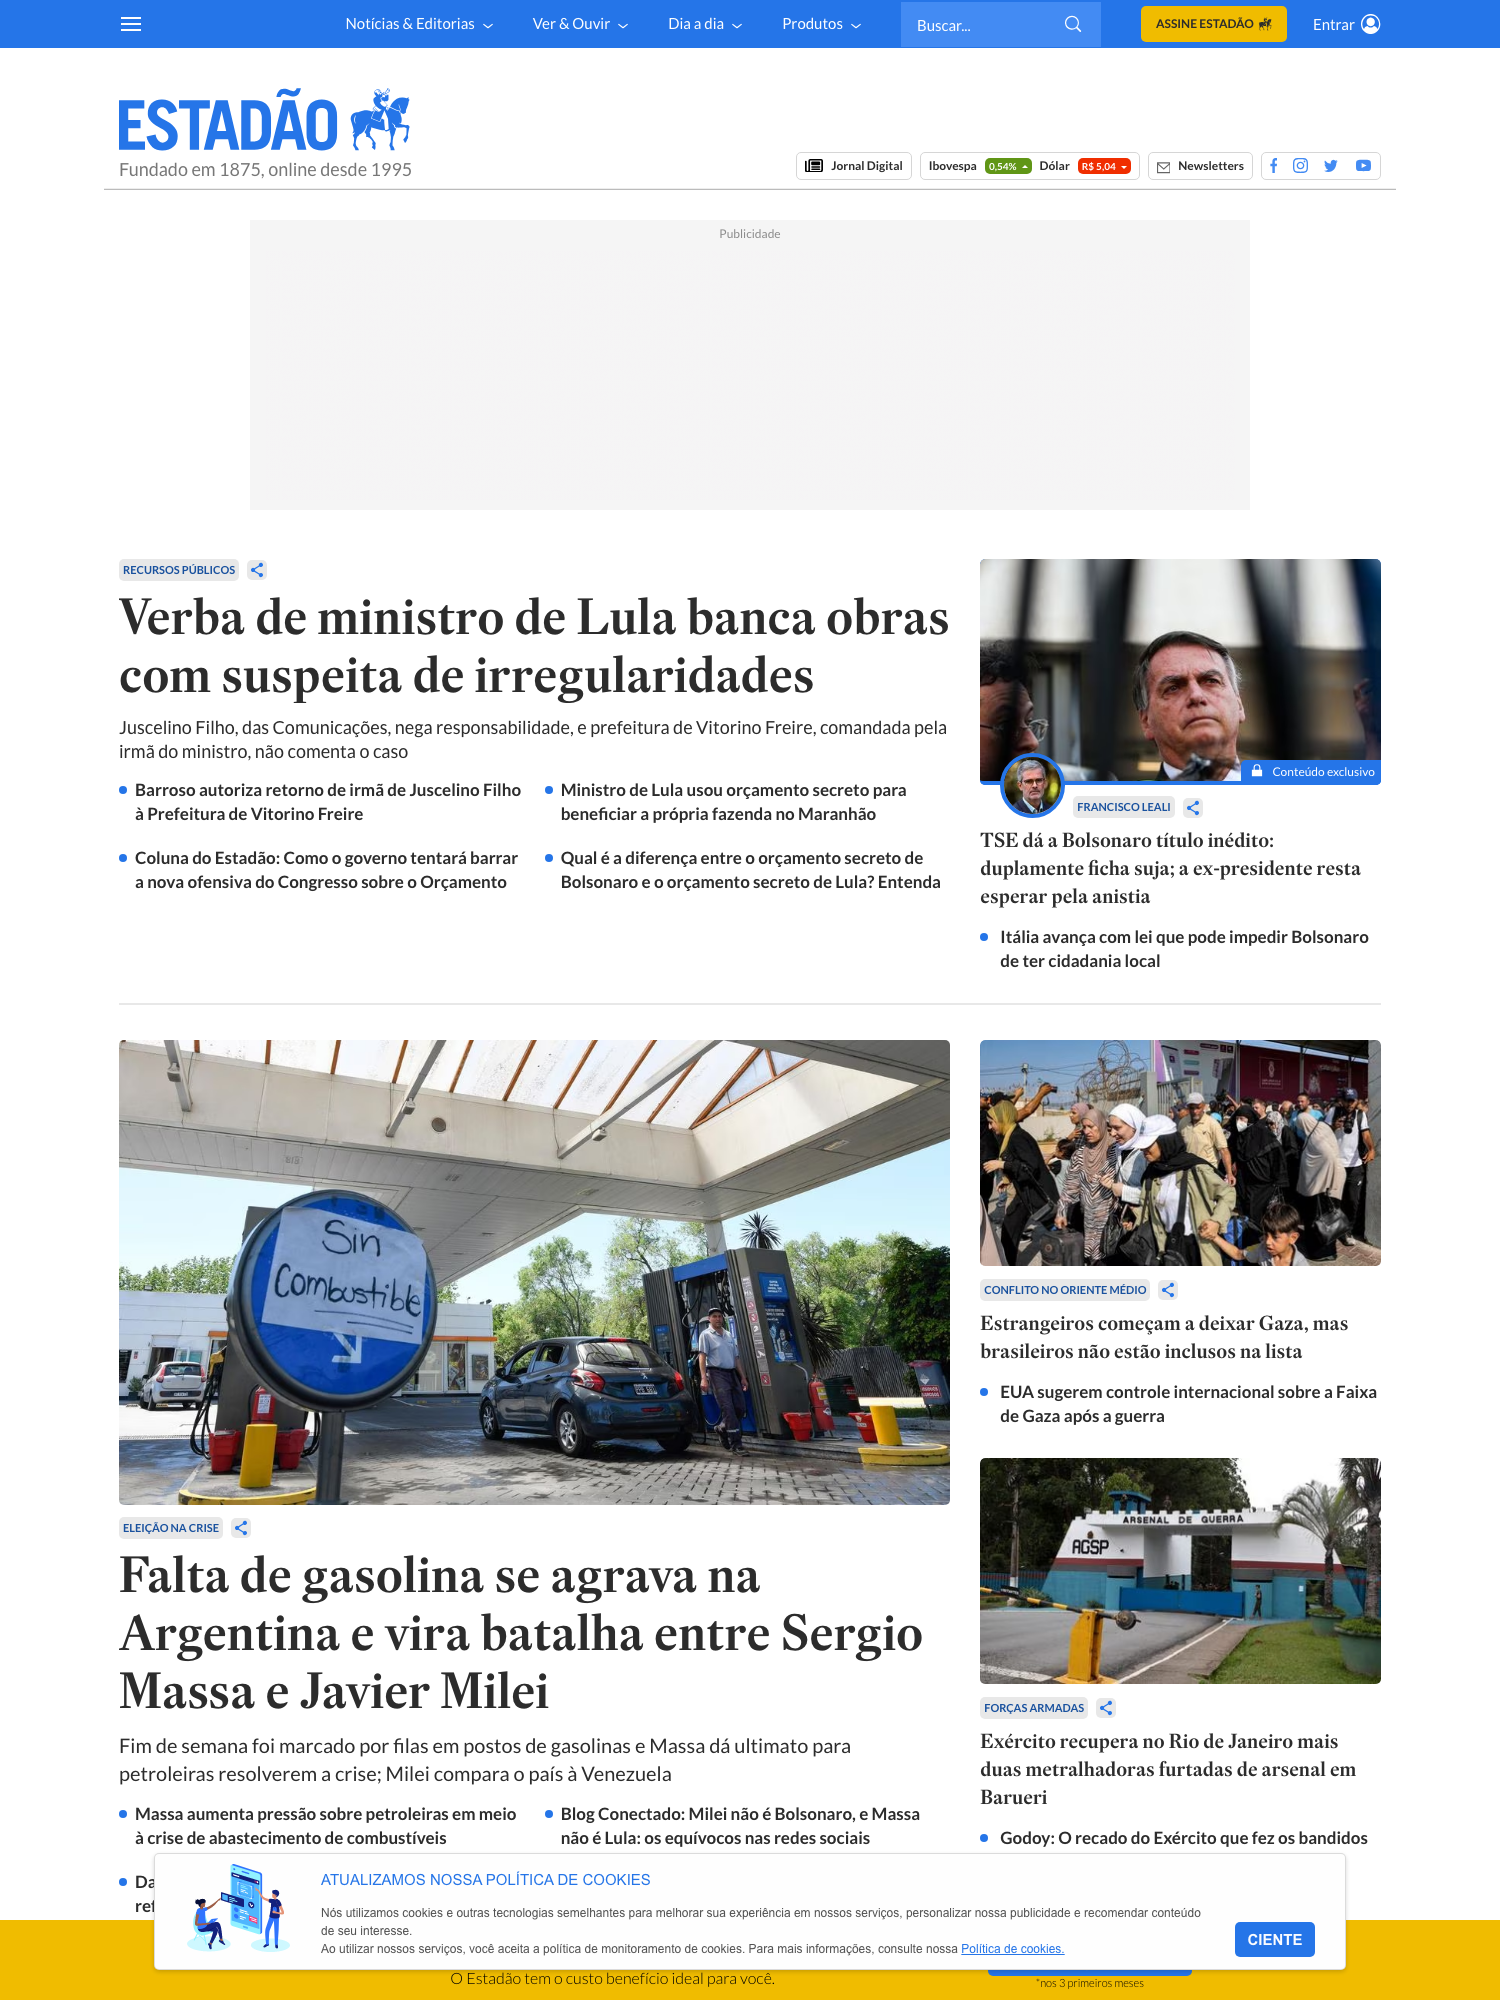 Notícias & Editorias
Ver & Ouvir
Dia a dia
Produtos
Buscar...
ASSINE ESTADÃO
Entrar
ESTADÃO
Fundado em 1875, online desde 1995
Jornal Digital
Ibovespa 0,54% Dólar R$ 5,04
Newsletters
Publicidade
RECURSOS PÚBLICOS
Verba de ministro de Lula banca obras
com suspeita de irregularidades
Juscelino Filho, das Comunicações, nega responsabilidade, e prefeitura de Vitorino Freire, comandada pela
irmã do ministro, não comenta o caso
Barroso autoriza retorno de irmã de Juscelino Filho
à Prefeitura de Vitorino Freire
Ministro de Lula usou orçamento secreto para
beneficiar a própria fazenda no Maranhão
Coluna do Estadão: Como o governo tentará barrar
a nova ofensiva do Congresso sobre o Orçamento
Qual é a diferença entre o orçamento secreto de
Bolsonaro e o orçamento secreto de Lula? Entenda
Conteúdo exclusivo
FRANCISCO LEALI
TSE dá a Bolsonaro título inédito:
duplamente ficha suja; a ex-presidente resta
esperar pela anistia
Itália avança com lei que pode impedir Bolsonaro
de ter cidadania local
Sin
Combustible
ELEIÇÃO NA CRISE
Falta de gasolina se agrava na
Argentina e vira batalha entre Sergio
Massa e Javier Milei
Fim de semana foi marcado por filas em postos de gasolinas e Massa dá ultimato para
petroleiras resolverem a crise; Milei compara o país à Venezuela
Massa aumenta pressão sobre petroleiras em meio
à crise de abastecimento de combustíveis
Blog Conectado: Milei não é Bolsonaro, e Massa
não é Lula: os equívocos nas redes sociais
CONFLITO NO ORIENTE MÉDIO
Estrangeiros começam a deixar Gaza, mas
brasileiros não estão inclusos na lista
EUA sugerem controle internacional sobre a Faixa
de Gaza após a guerra
ARSENAL DE GUERRA
AGSP
FORÇAS ARMADAS
Exército recupera no Rio de Janeiro mais
duas metralhadoras furtadas de arsenal em
Barueri
Godoy: O recado do Exército que fez os bandidos
ATUALIZAMOS NOSSA POLÍTICA DE COOKIES
Nós utilizamos cookies e outras tecnologias semelhantes para melhorar sua experiência em nossos serviços, personalizar nossa publicidade e recomendar conteúdo
de seu interesse.
Ao utilizar nossos serviços, você aceita a política de monitoramento de cookies. Para mais informações, consulte nossa Política de cookies.
CIENTE
O Estadão tem o custo benefício ideal para você.
*nos 3 primeiros meses